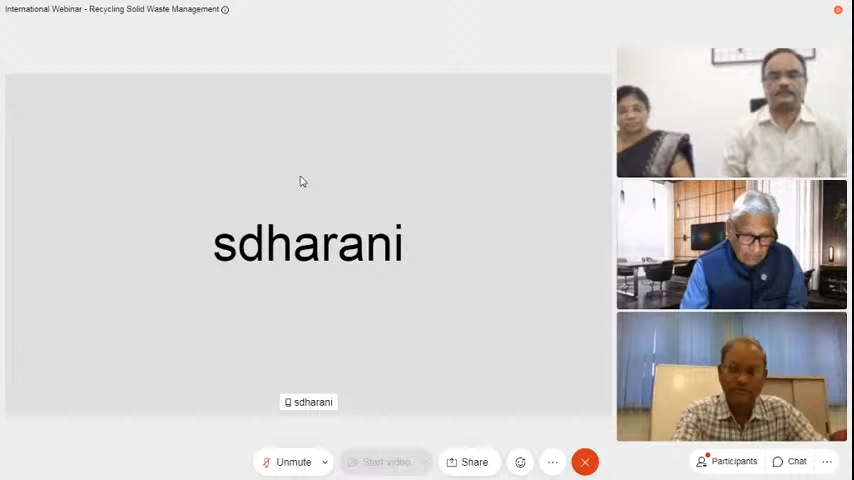 International Webinar - Recycling Solid Waste Management
sdharani
sdharani
Unmute
Start video
Share
Participants
Chat